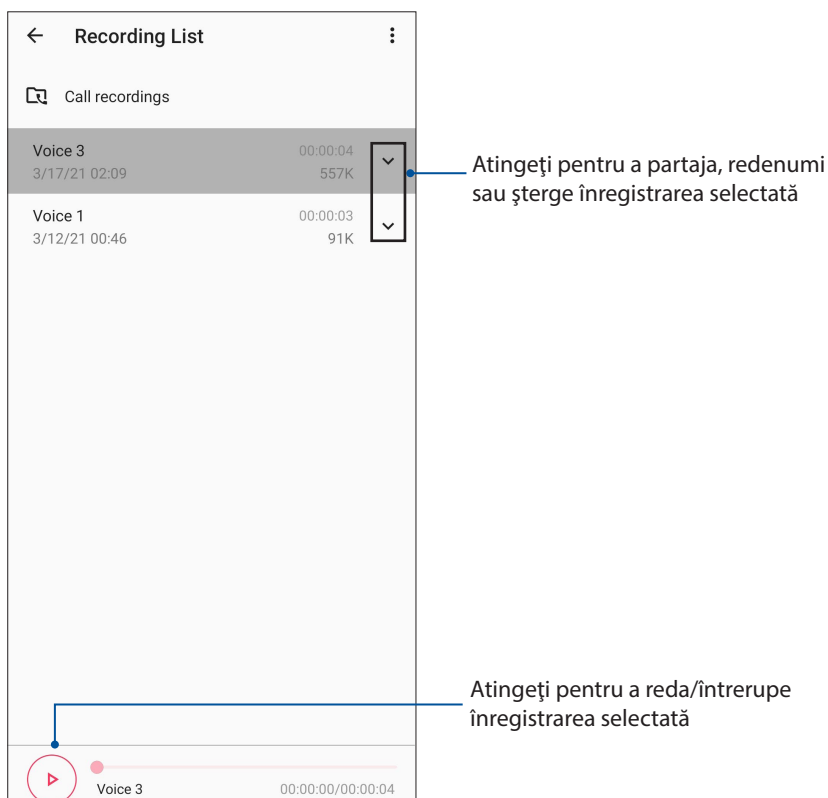 Recording List
Call recordings
Voice 3 00:00:04
3/17/21 02:09 557K
Atingeţi pentru a partaja, redenumi
sau şterge înregistrarea selectată
Voice 1 00:00:03
3/12/21 00:46 91K
Atingeţi pentru a reda/întrerupe
înregistrarea selectată
Voice 3 00:00:00/00:00:04